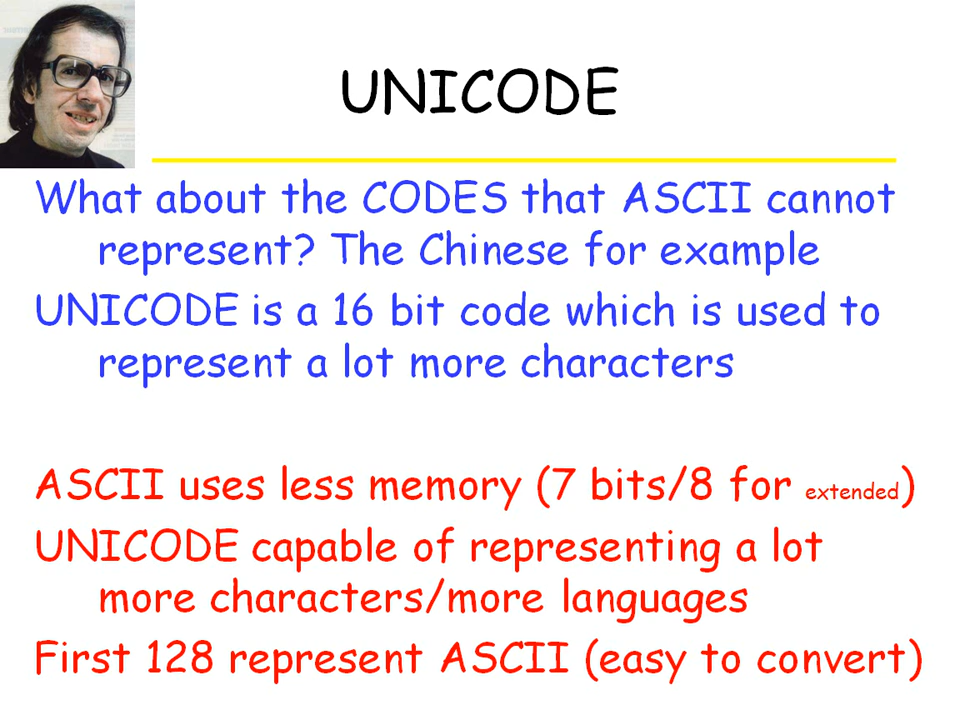 UNICODE
What about the CODES that ASCII cannot
represent? The Chinese for example
UNICODE is a 16 bit code which is used to
represent a lot more characters
ASCII uses less memory (7 bits/8 for extended)
UNICODE capable of representing a lot
more characters/more languages
First 128 represent ASCII (easy to convert)